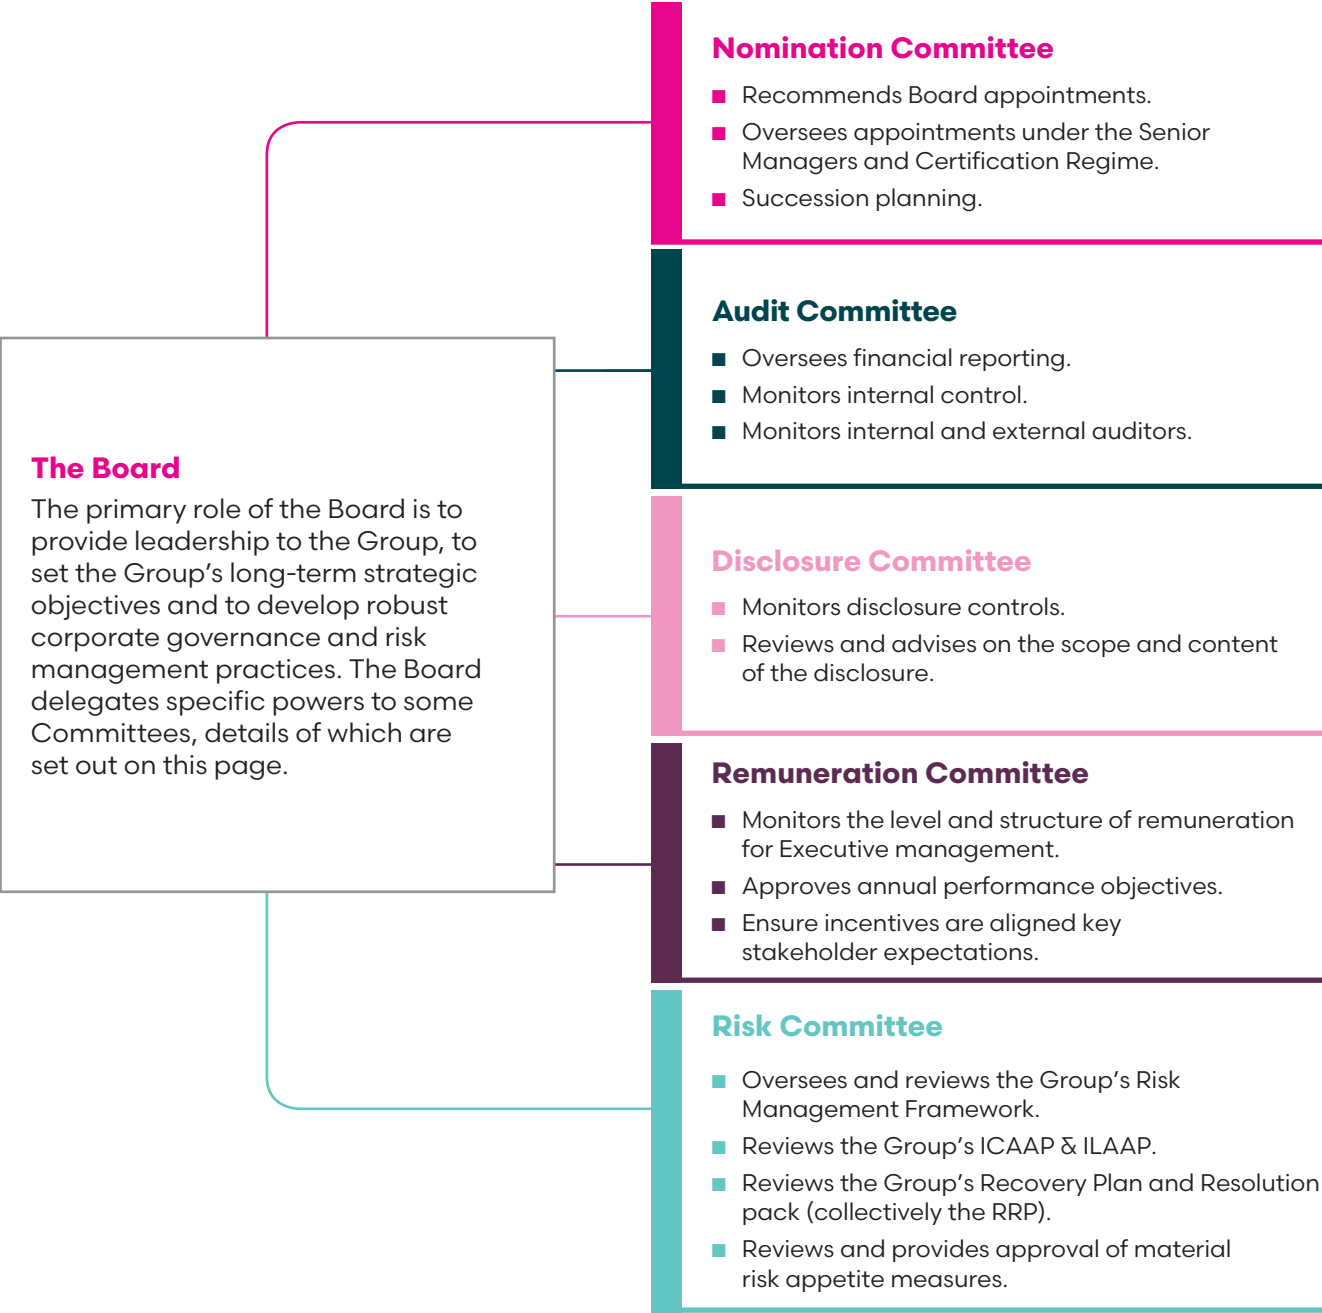 The Board
The primary role of the Board is to
provide leadership to the Group, to
set the Group's long-term strategic
objectives and to develop robust
corporate governance and risk
management practices. The Board
delegates specific powers to some
Committees, details of which are
set out on this page.
Nomination Committee
■ Recommends Board appointments.
■ Oversees appointments under the Senior
Managers and Certification Regime.
■ Succession planning.
Audit Committee
■ Oversees financial reporting.
■ Monitors internal control.
■ Monitors internal and external auditors.
Disclosure Committee
■ Monitors disclosure controls.
■ Reviews and advises on the scope and content
of the disclosure.
Remuneration Committee
■ Monitors the level and structure of remuneration
for Executive management.
■ Approves annual performance objectives.
■ Ensure incentives are aligned key
stakeholder expectations.
Risk Committee
■ Oversees and reviews the Group's Risk
Management Framework.
■ Reviews the Group's ICAAP & ILAAP.
■ Reviews the Group's Recovery Plan and Resolution
pack (collectively the RRP).
■ Reviews and provides approval of material
risk appetite measures.